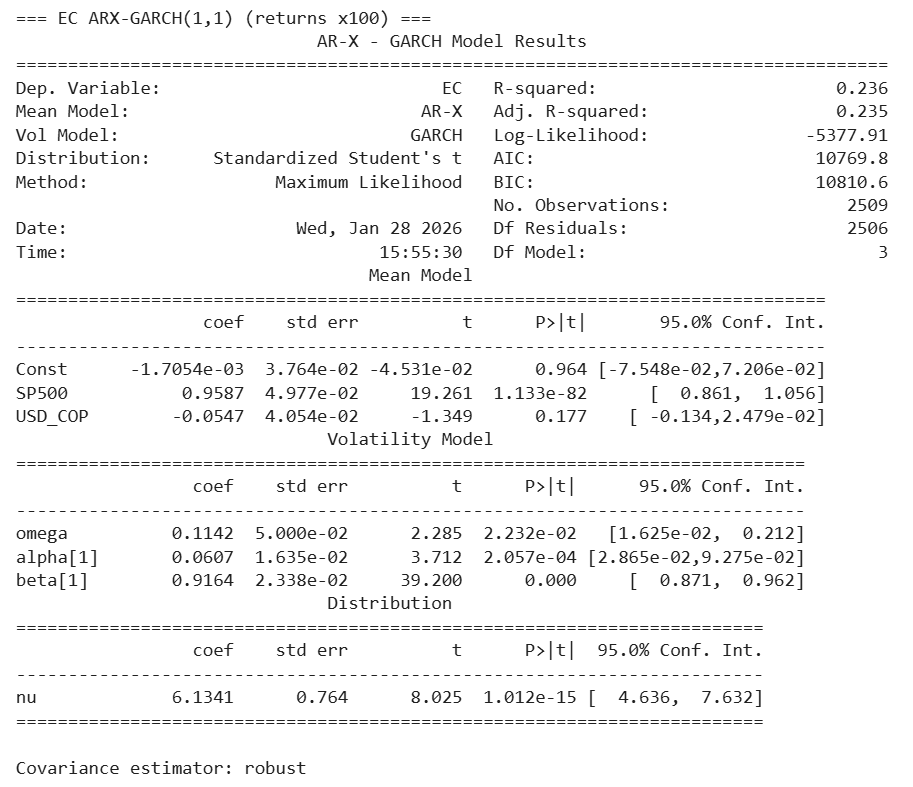 === EC ARX-GARCH(1,1) (returns x100) ===
                             AR-X - GARCH Model Results
====================================================================================
Dep. Variable:                           EC   R-squared:                       0.236
Mean Model:                            AR-X   Adj. R-squared:                  0.235
Vol Model:                            GARCH   Log-Likelihood:               -5377.91
Distribution:      Standardized Student's t   AIC:                           10769.8
Method:                  Maximum Likelihood   BIC:                           10810.6
                                              No. Observations:                 2509
Date:                      Wed, Jan 28 2026   Df Residuals:                     2506
Time:                              15:55:30   Df Model:                            3
                                  Mean Model
==============================================================================
                  coef    std err          t      P>|t|       95.0% Conf. Int.
------------------------------------------------------------------------------
Const      -1.7054e-03  3.764e-02 -4.531e-02      0.964 [-7.548e-02,7.206e-02]
SP500           0.9587  4.977e-02     19.261  1.133e-82      [  0.861,  1.056]
USD_COP        -0.0547  4.054e-02     -1.349      0.177    [ -0.134,2.479e-02]
                              Volatility Model
============================================================================
                 coef    std err          t      P>|t|      95.0% Conf. Int.
----------------------------------------------------------------------------
omega          0.1142  5.000e-02      2.285  2.232e-02   [1.625e-02,  0.212]
alpha[1]       0.0607  1.635e-02      3.712  2.057e-04 [2.865e-02,9.275e-02]
beta[1]        0.9164  2.338e-02     39.200      0.000     [  0.871,  0.962]
                              Distribution
========================================================================
                 coef    std err          t      P>|t|  95.0% Conf. Int.
------------------------------------------------------------------------
nu             6.1341      0.764      8.025  1.012e-15 [  4.636,  7.632]
========================================================================

Covariance estimator: robust